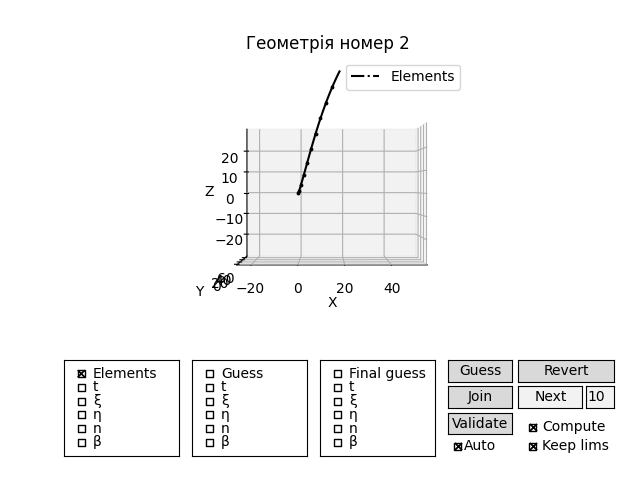 Геометрія номер 2
Elements
20
10
0
−10
−20
Z
Y
−20
0
20
40
X
Elements
t
ξ
η
n
β
Guess
t
ξ
η
n
β
Final guess
t
ξ
η
n
β
Guess
Revert
Join
Next
10
Validate
Compute
Auto
Keep lims